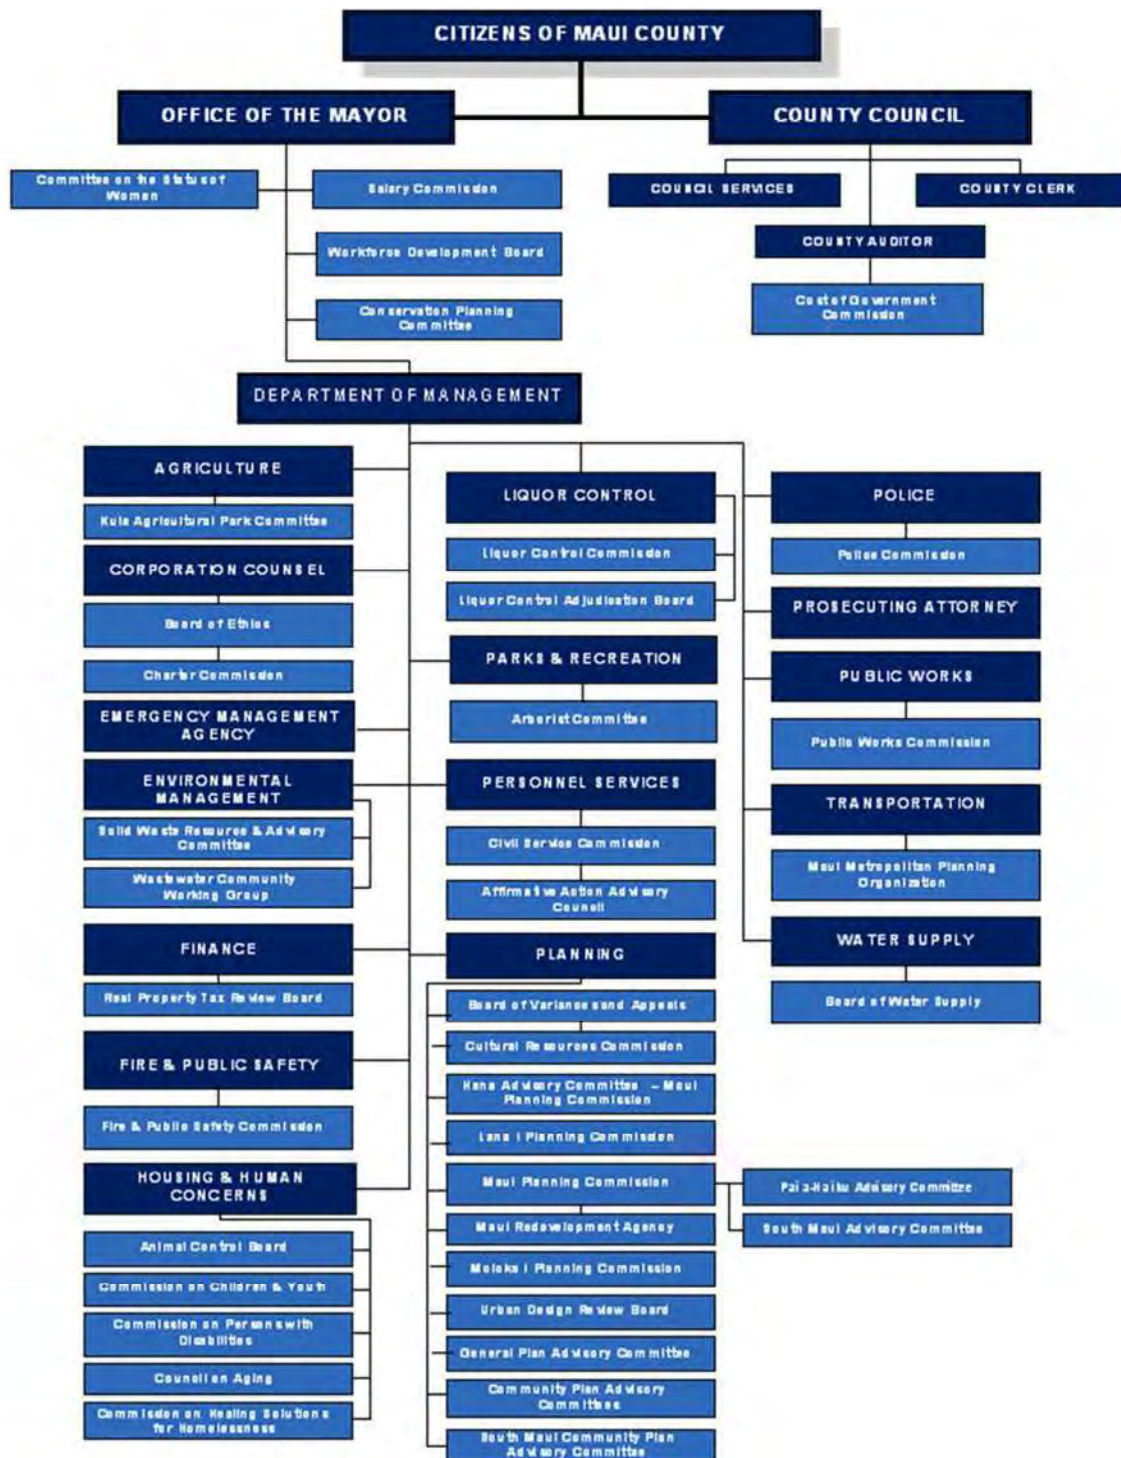 CITIZENS OF MAUI COUNTY
OFFICE OF THE MAYOR
COUNTY COUNCIL
Committee on the Status of
Women
Salary Commission
COUNCIL SERVICES
COUNTY CLERK
Workforce Development Board
COUNTY AUDITOR
Conservation Planning
Committee
Cost of Government
Commission
DEPARTMENT OF MANAGEMENT
AGRICULTURE
Kula Agricultural Park Committee
CORPORATION COUNSEL
Board of Ethics
Charter Commission
EMERGENCY MANAGEMENT
AGENCY
ENVIRONMENTAL
MANAGEMENT
Solid Waste Resource & Advisory
Committee
Wastewater Community
Working Group
FINANCE
Real Property Tax Review Board
FIRE & PUBLIC SAFETY
Fire & Public Safety Commission
HOUSING & HUMAN
CONCERNS
Animal Control Board
Commission on Children & Youth
Commission on Persons with
Disabilities
Council on Aging
Commission on Healing Solutions
for Homelessness
LIQUOR CONTROL
Liquor Control Commission
Liquor Control Adjudication Board
PARKS & RECREATION
Arborist Committee
PERSONNEL SERVICES
Civil Service Commission
Affirmative Action Advisory
Council
PLANNING
Board of Variances and Appeals
Cultural Resources Commission
Hana Advisory Committee – Maui
Planning Commission
Lana i Planning Commission
Maui Planning Commission
Maui Redevelopment Agency
Moloka i Planning Commission
Urban Design Review Board
General Plan Advisory Committee
Community Plan Advisory
Committees
South Maui Community Plan
Advisory Committee
Paia-Haiku Advisory Committee
South Maui Advisory Committee
POLICE
Police Commission
PROSECUTING ATTORNEY
PUBLIC WORKS
Public Works Commission
TRANSPORTATION
Maui Metropolitan Planning
Organization
WATER SUPPLY
Board of Water Supply